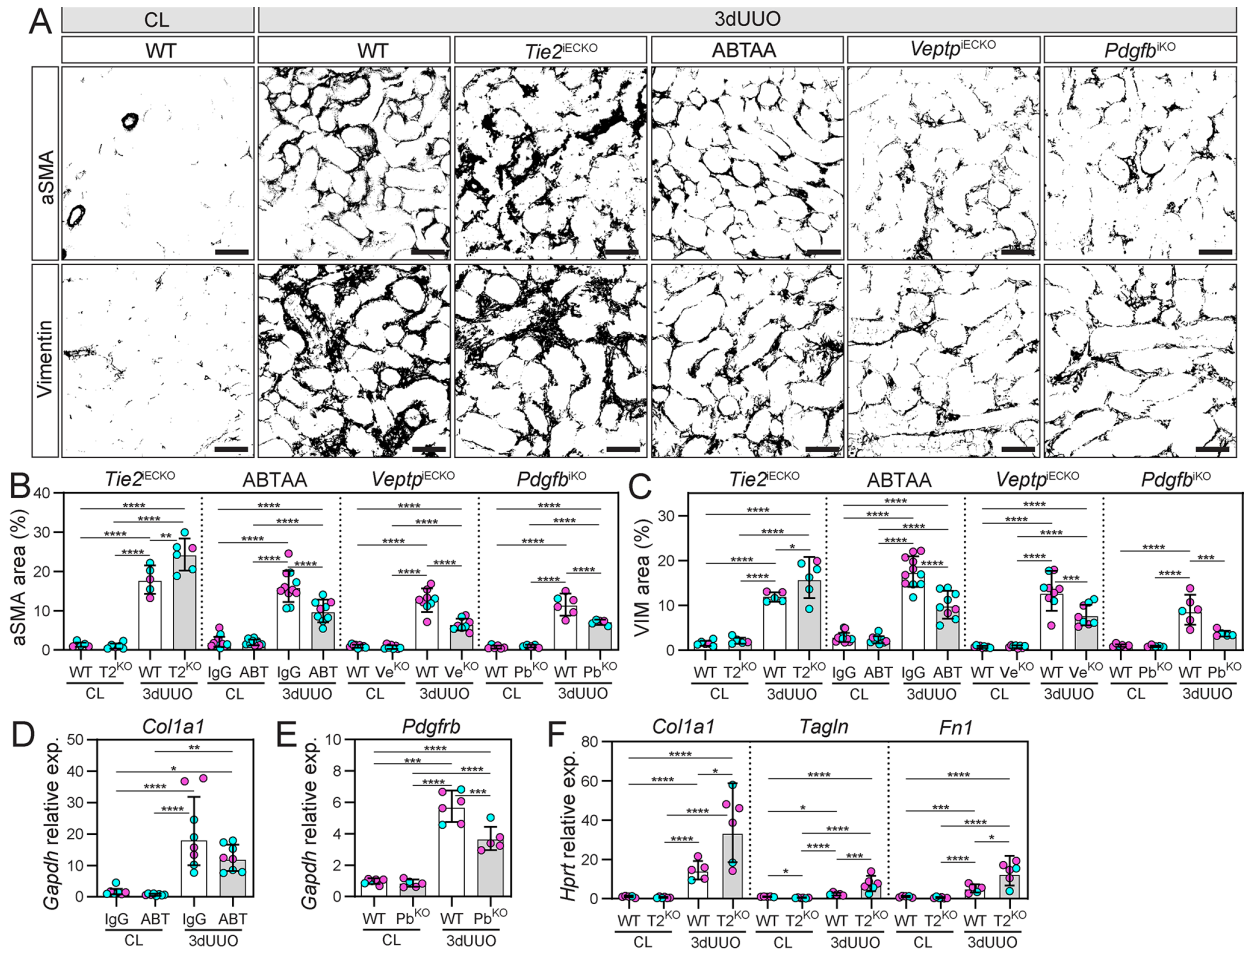 A
CL
3dUUO
WT
WT
Tie2iECKO
ABTAA
VeptpiECKO
PdgfbiKO
aSMA
Vimentin
B
Tie2iECKO
ABTAA
VeptpiECKO
PdgfbiKO
aSMA area (%)
40
30
20
10
0
**** **** **** **** ** ****
**** **** **** **** ****
**** **** **** **** ****
**** **** **** **** ****
WT T2KO WT T2KO IgG ABT IgG ABT WT VeKO WT VeKO WT PbKO WT PbKO
CL 3dUUO CL 3dUUO CL 3dUUO CL 3dUUO
C
Tie2iECKO
ABTAA
VeptpiECKO
PdgfbiKO
VIM area (%)
30
20
10
0
**** **** **** * ****
**** **** **** **** ****
**** **** **** **** ***
**** *** ****
WT T2KO WT T2KO IgG ABT IgG ABT WT VeKO WT VeKO WT PbKO WT PbKO
CL 3dUUO CL 3dUUO CL 3dUUO CL 3dUUO
D
Col1a1
Gapdh relative exp.
50
40
30
20
10
0
**
*
****
****
IgG ABT IgG ABT
CL 3dUUO
E
Pdgfrb
Gapdh relative exp.
10
8
6
4
2
0
****
***
****
****
***
WT PbKO WT PbKO
CL 3dUUO
F
Col1a1
Tagln
Fn1
Hprt relative exp.
80
60
40
20
0
**** * **** **** ****
**** * **** **** *** *
**** *** **** * ****
WT T2KO WT T2KO WT T2KO WT T2KO WT T2KO WT T2KO
CL 3dUUO CL 3dUUO CL 3dUUO